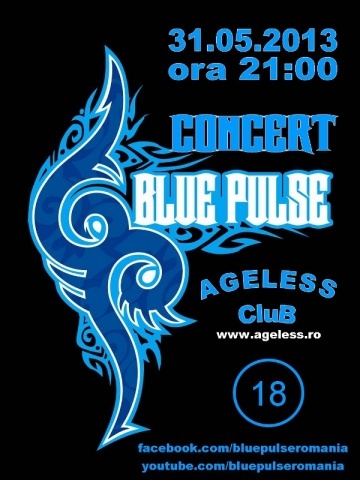 31.05.2013
ora 21:00
CONCERT
BLUE PULSE
AGELESS
CluB
www.ageless.ro
18
facebook.com/bluepulseromania
youtube.com/bluepulseromania